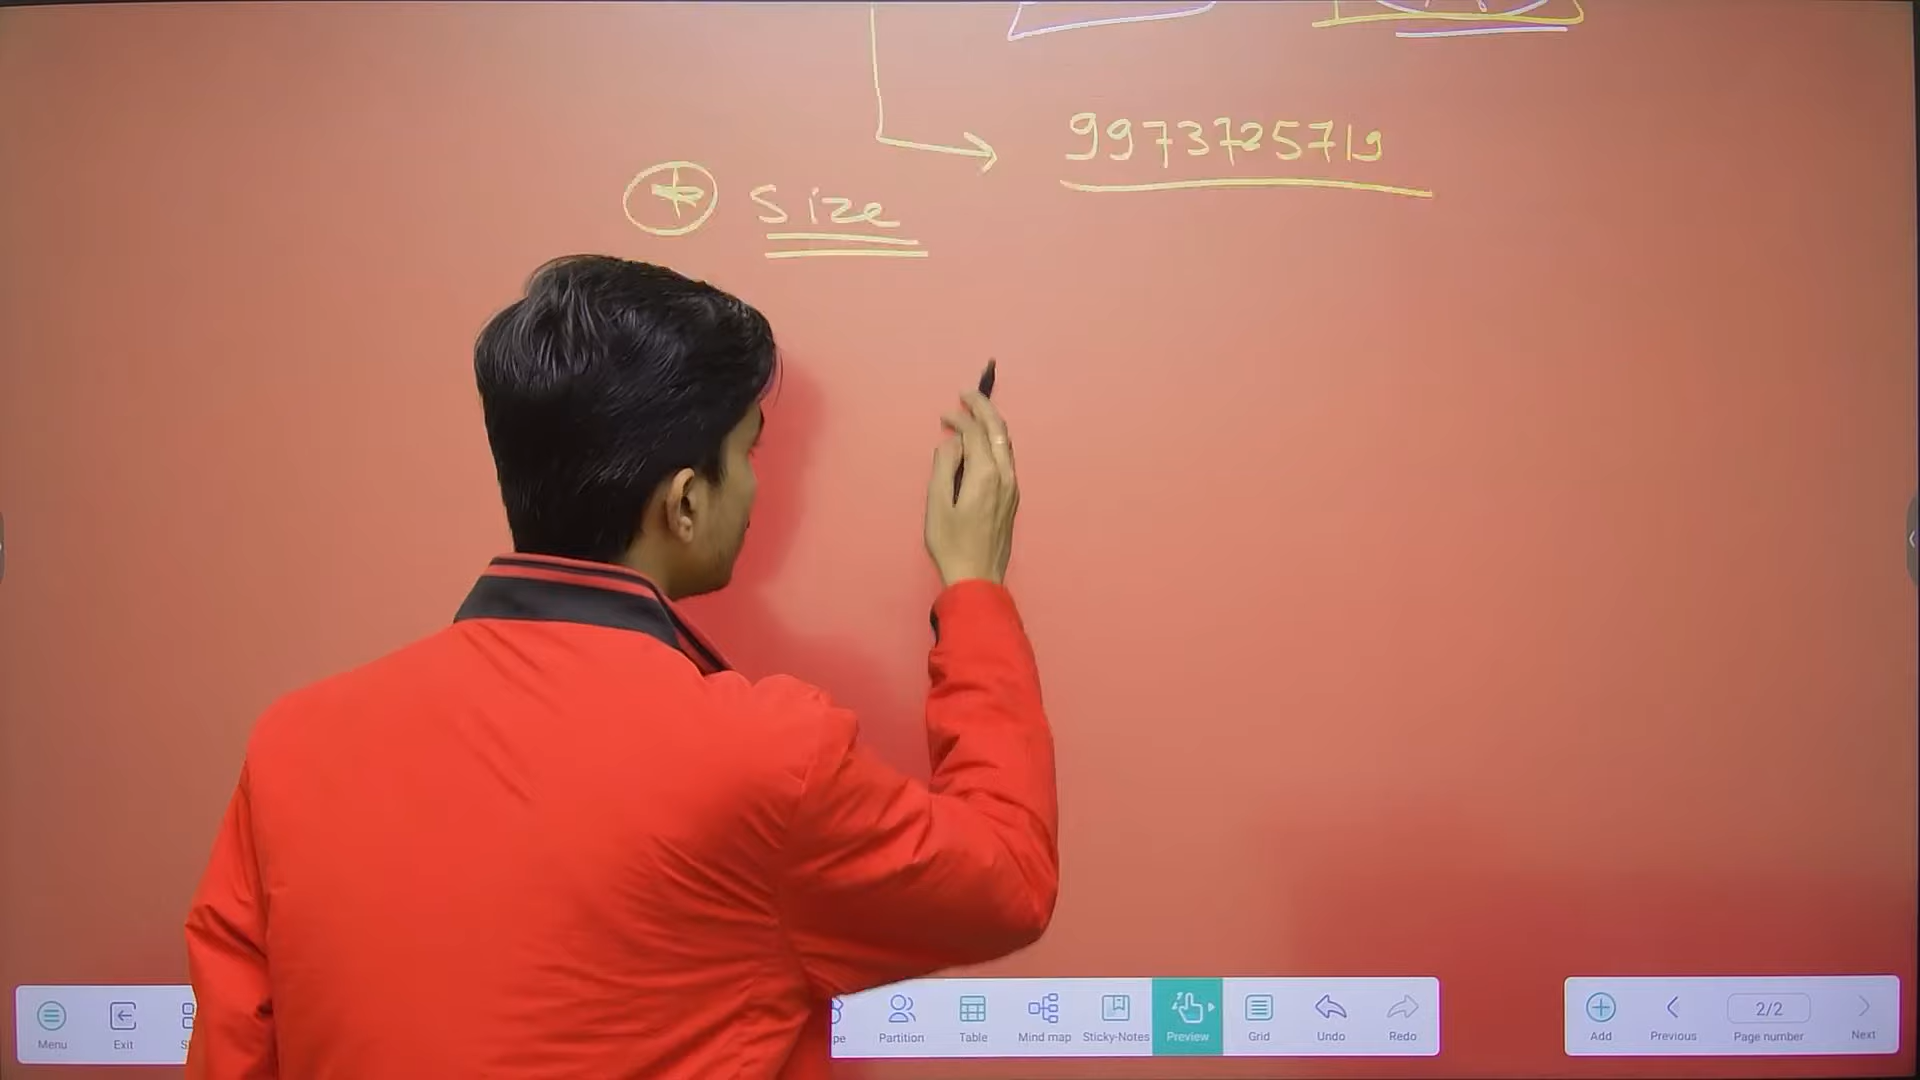 9973725719
Size
Menu
Exit
Partition
Table
Mind map
Sticky-Notes
Preview
Grid
Undo
Redo
Add
Previous
2/2
Page number
Next